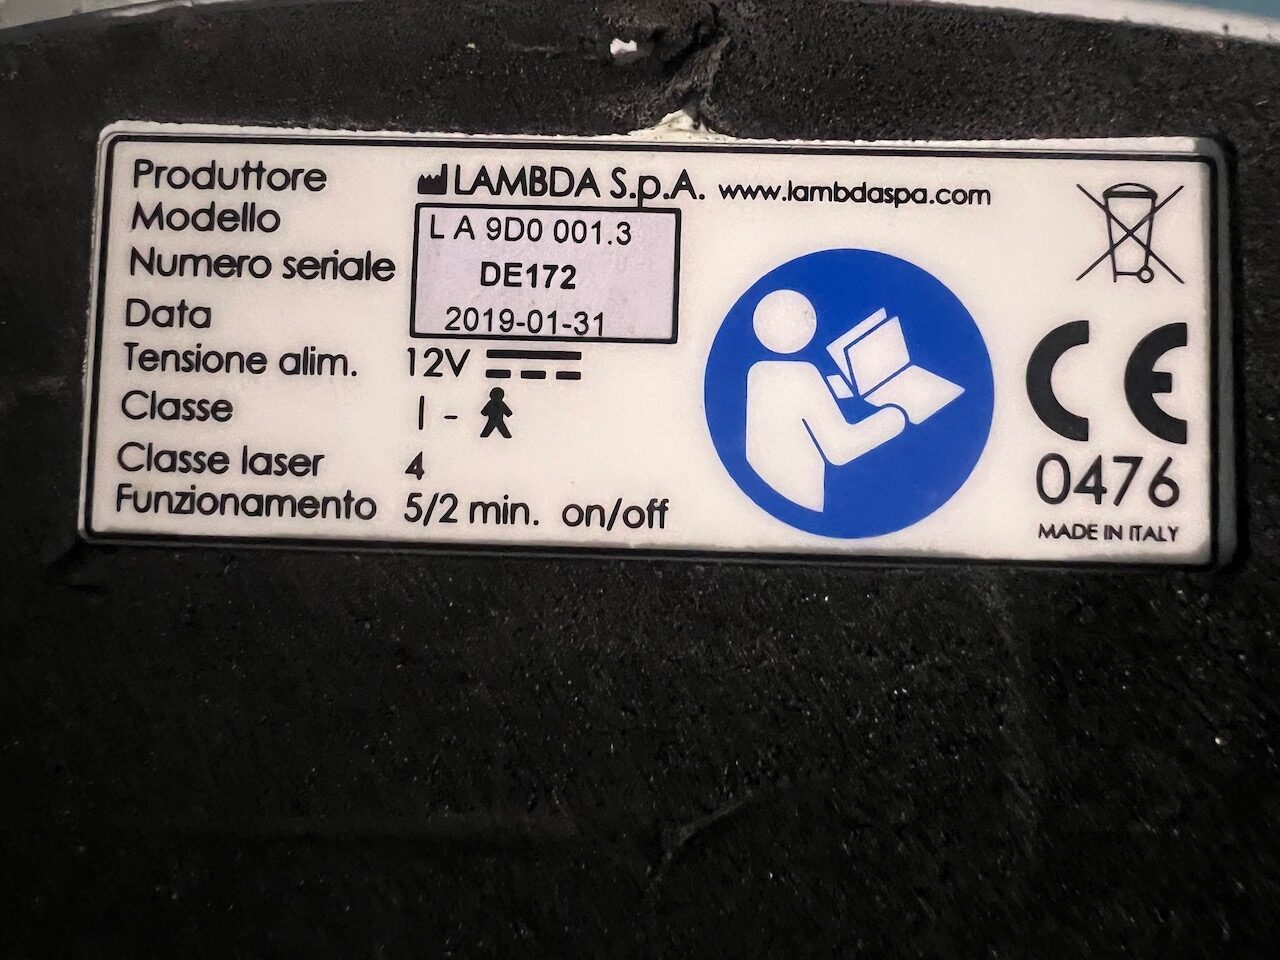 Produttore LAMBDA S.p.A. www.lambdaspa.com
Modello L A 9D0 001.3
Numero seriale DE172
Data 2019-01-31
Tensione alim. 12V
Classe I -
Classe laser 4
Funzionamento 5/2 min. on/off
CE
0476
MADE IN ITALY